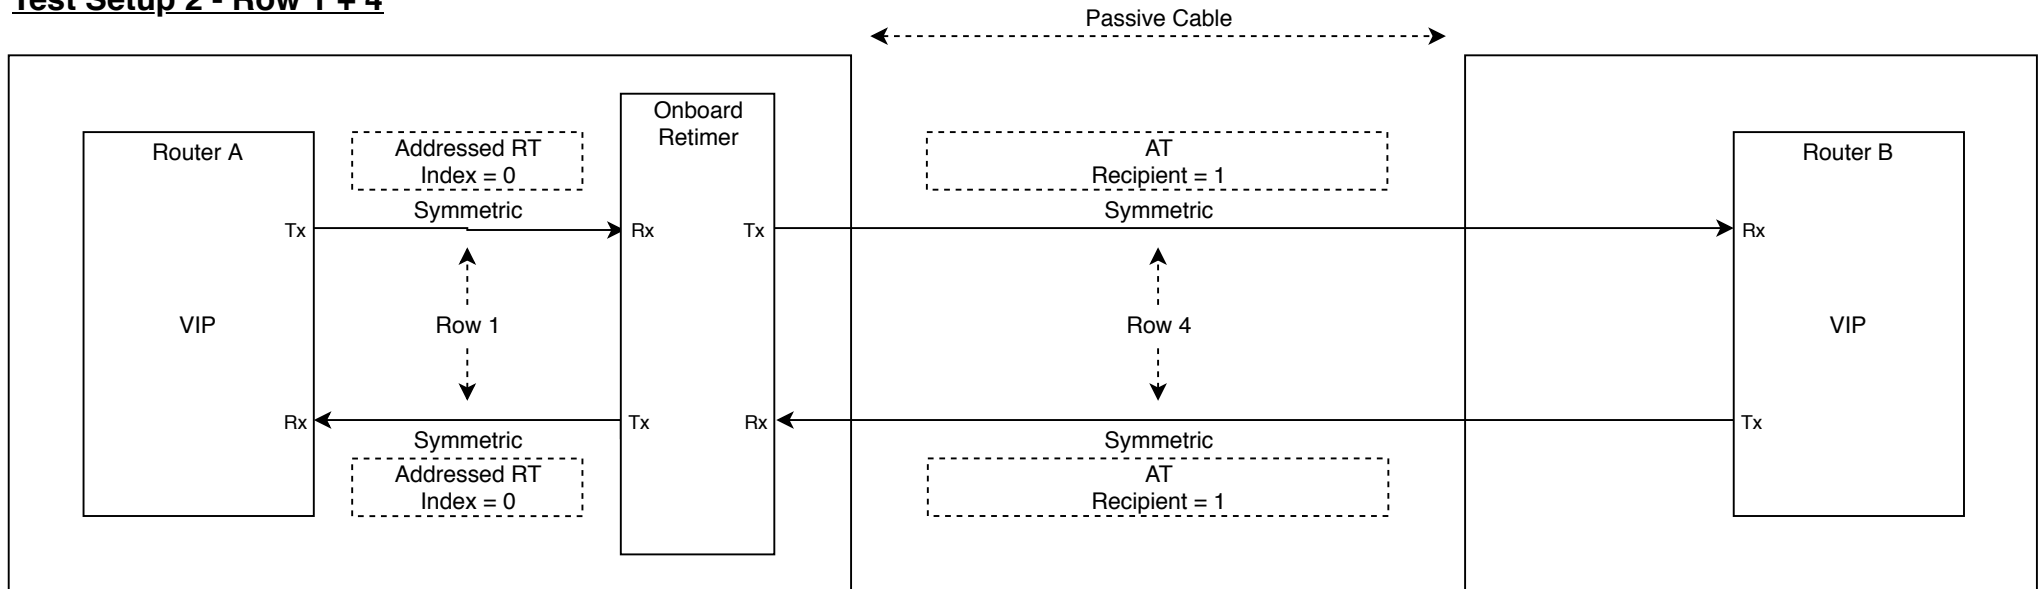 Test Setup 2 - Row 1 + 4
Passive Cable
Router A
Addressed RT
Index = 0
Symmetric
Onboard
Retimer
AT
Recipient = 1
Symmetric
Router B
Tx
Rx
Tx
Rx
VIP
Row 1
Row 4
VIP
Rx
Tx
Rx
Tx
Symmetric
Addressed RT
Index = 0
Symmetric
AT
Recipient = 1